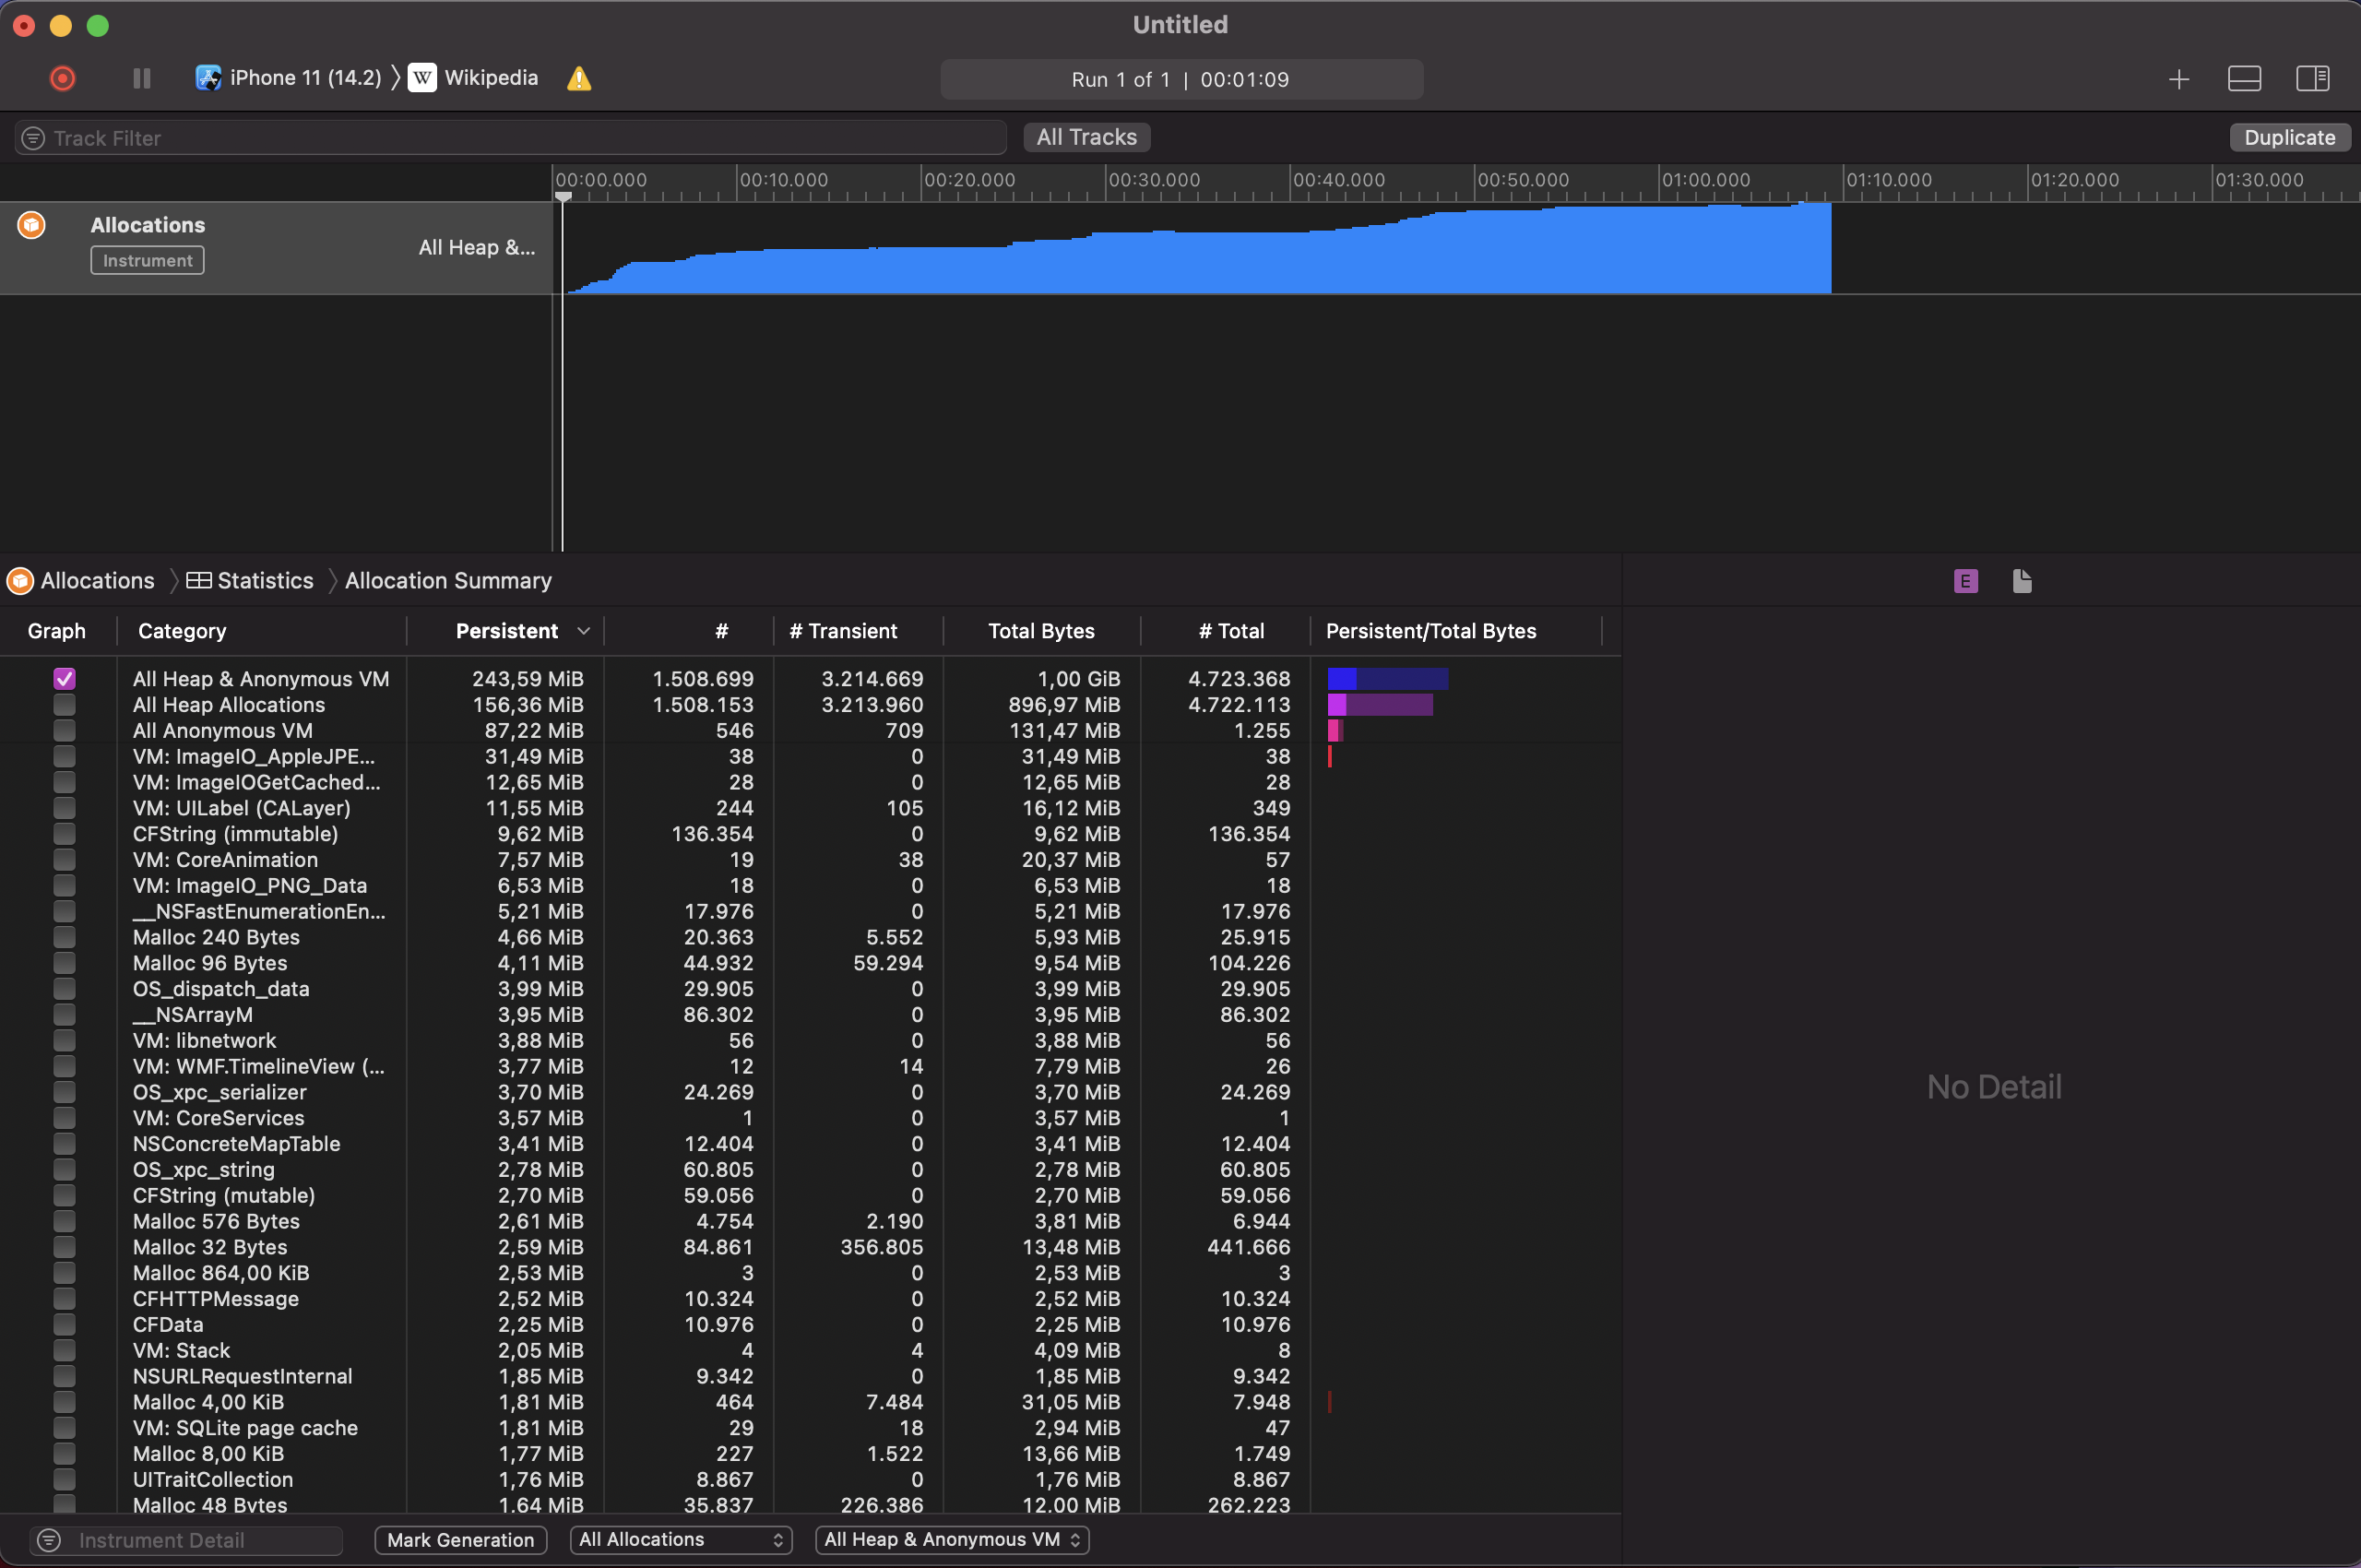 Untitled
iPhone 11 (14.2) 〉 W Wikipedia
Run 1 of 1 | 00:01:09
Track Filter
All Tracks
Duplicate
00:00.000 00:10.000 00:20.000 00:30.000 00:40.000 00:50.000 01:00.000 01:10.000 01:20.000 01:30.000
Allocations
All Heap &...
Instrument
Allocations 〉 Statistics 〉 Allocation Summary
E
Graph Category Persistent # # Transient Total Bytes # Total Persistent/Total Bytes
All Heap & Anonymous VM 243,59 MiB 1.508.699 3.214.669 1,00 GiB 4.723.368
All Heap Allocations 156,36 MiB 1.508.153 3.213.960 896,97 MiB 4.722.113
All Anonymous VM 87,22 MiB 546 709 131,47 MiB 1.255
VM: ImageIO_AppleJPE... 31,49 MiB 38 0 31,49 MiB 38
VM: ImageIOGetCached... 12,65 MiB 28 0 12,65 MiB 28
VM: UILabel (CALayer) 11,55 MiB 244 105 16,12 MiB 349
CFString (immutable) 9,62 MiB 136.354 0 9,62 MiB 136.354
VM: CoreAnimation 7,57 MiB 19 38 20,37 MiB 57
VM: ImageIO_PNG_Data 6,53 MiB 18 0 6,53 MiB 18
__NSFastEnumerationEn... 5,21 MiB 17.976 0 5,21 MiB 17.976
Malloc 240 Bytes 4,66 MiB 20.363 5.552 5,93 MiB 25.915
Malloc 96 Bytes 4,11 MiB 44.932 59.294 9,54 MiB 104.226
OS_dispatch_data 3,99 MiB 29.905 0 3,99 MiB 29.905
__NSArrayM 3,95 MiB 86.302 0 3,95 MiB 86.302
VM: libnetwork 3,88 MiB 56 0 3,88 MiB 56
VM: WMF.TimelineView (... 3,77 MiB 12 14 7,79 MiB 26
OS_xpc_serializer 3,70 MiB 24.269 0 3,70 MiB 24.269
VM: CoreServices 3,57 MiB 1 0 3,57 MiB 1
NSConcreteMapTable 3,41 MiB 12.404 0 3,41 MiB 12.404
OS_xpc_string 2,78 MiB 60.805 0 2,78 MiB 60.805
CFString (mutable) 2,70 MiB 59.056 0 2,70 MiB 59.056
Malloc 576 Bytes 2,61 MiB 4.754 2.190 3,81 MiB 6.944
Malloc 32 Bytes 2,59 MiB 84.861 356.805 13,48 MiB 441.666
Malloc 864,00 KiB 2,53 MiB 3 0 2,53 MiB 3
CFHTTPMessage 2,52 MiB 10.324 0 2,52 MiB 10.324
CFData 2,25 MiB 10.976 0 2,25 MiB 10.976
VM: Stack 2,05 MiB 4 4 4,09 MiB 8
NSURLRequestInternal 1,85 MiB 9.342 0 1,85 MiB 9.342
Malloc 4,00 KiB 1,81 MiB 464 7.484 31,05 MiB 7.948
VM: SQLite page cache 1,81 MiB 29 18 2,94 MiB 47
Malloc 8,00 KiB 1,77 MiB 227 1.522 13,66 MiB 1.749
UITraitCollection 1,76 MiB 8.867 0 1,76 MiB 8.867
Malloc 48 Bytes 1,64 MiB 35.837 226.386 12,00 MiB 262.223
No Detail
Instrument Detail
Mark Generation
All Allocations
All Heap & Anonymous VM